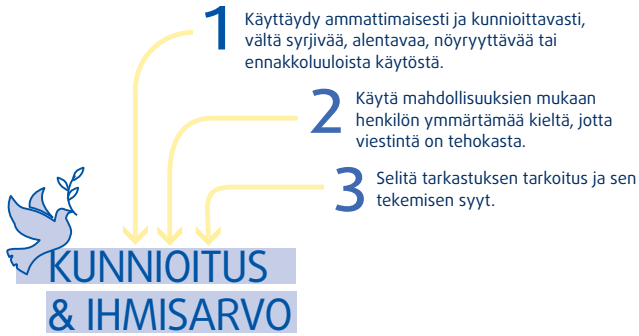 1 Käyttäydy ammattimaisesti ja kunnioittavasti,
vältä syrjivää, alentavaa, nöyryyttävää tai
ennakkoluuloista käytöstä.
2 Käytä mahdollisuuksien mukaan
henkilön ymmärtämää kieltä, jotta
viestintä on tehokasta.
3 Selitä tarkastuksen tarkoitus ja sen
tekemisen syyt.
KUNNIOITUS
& IHMISARVO